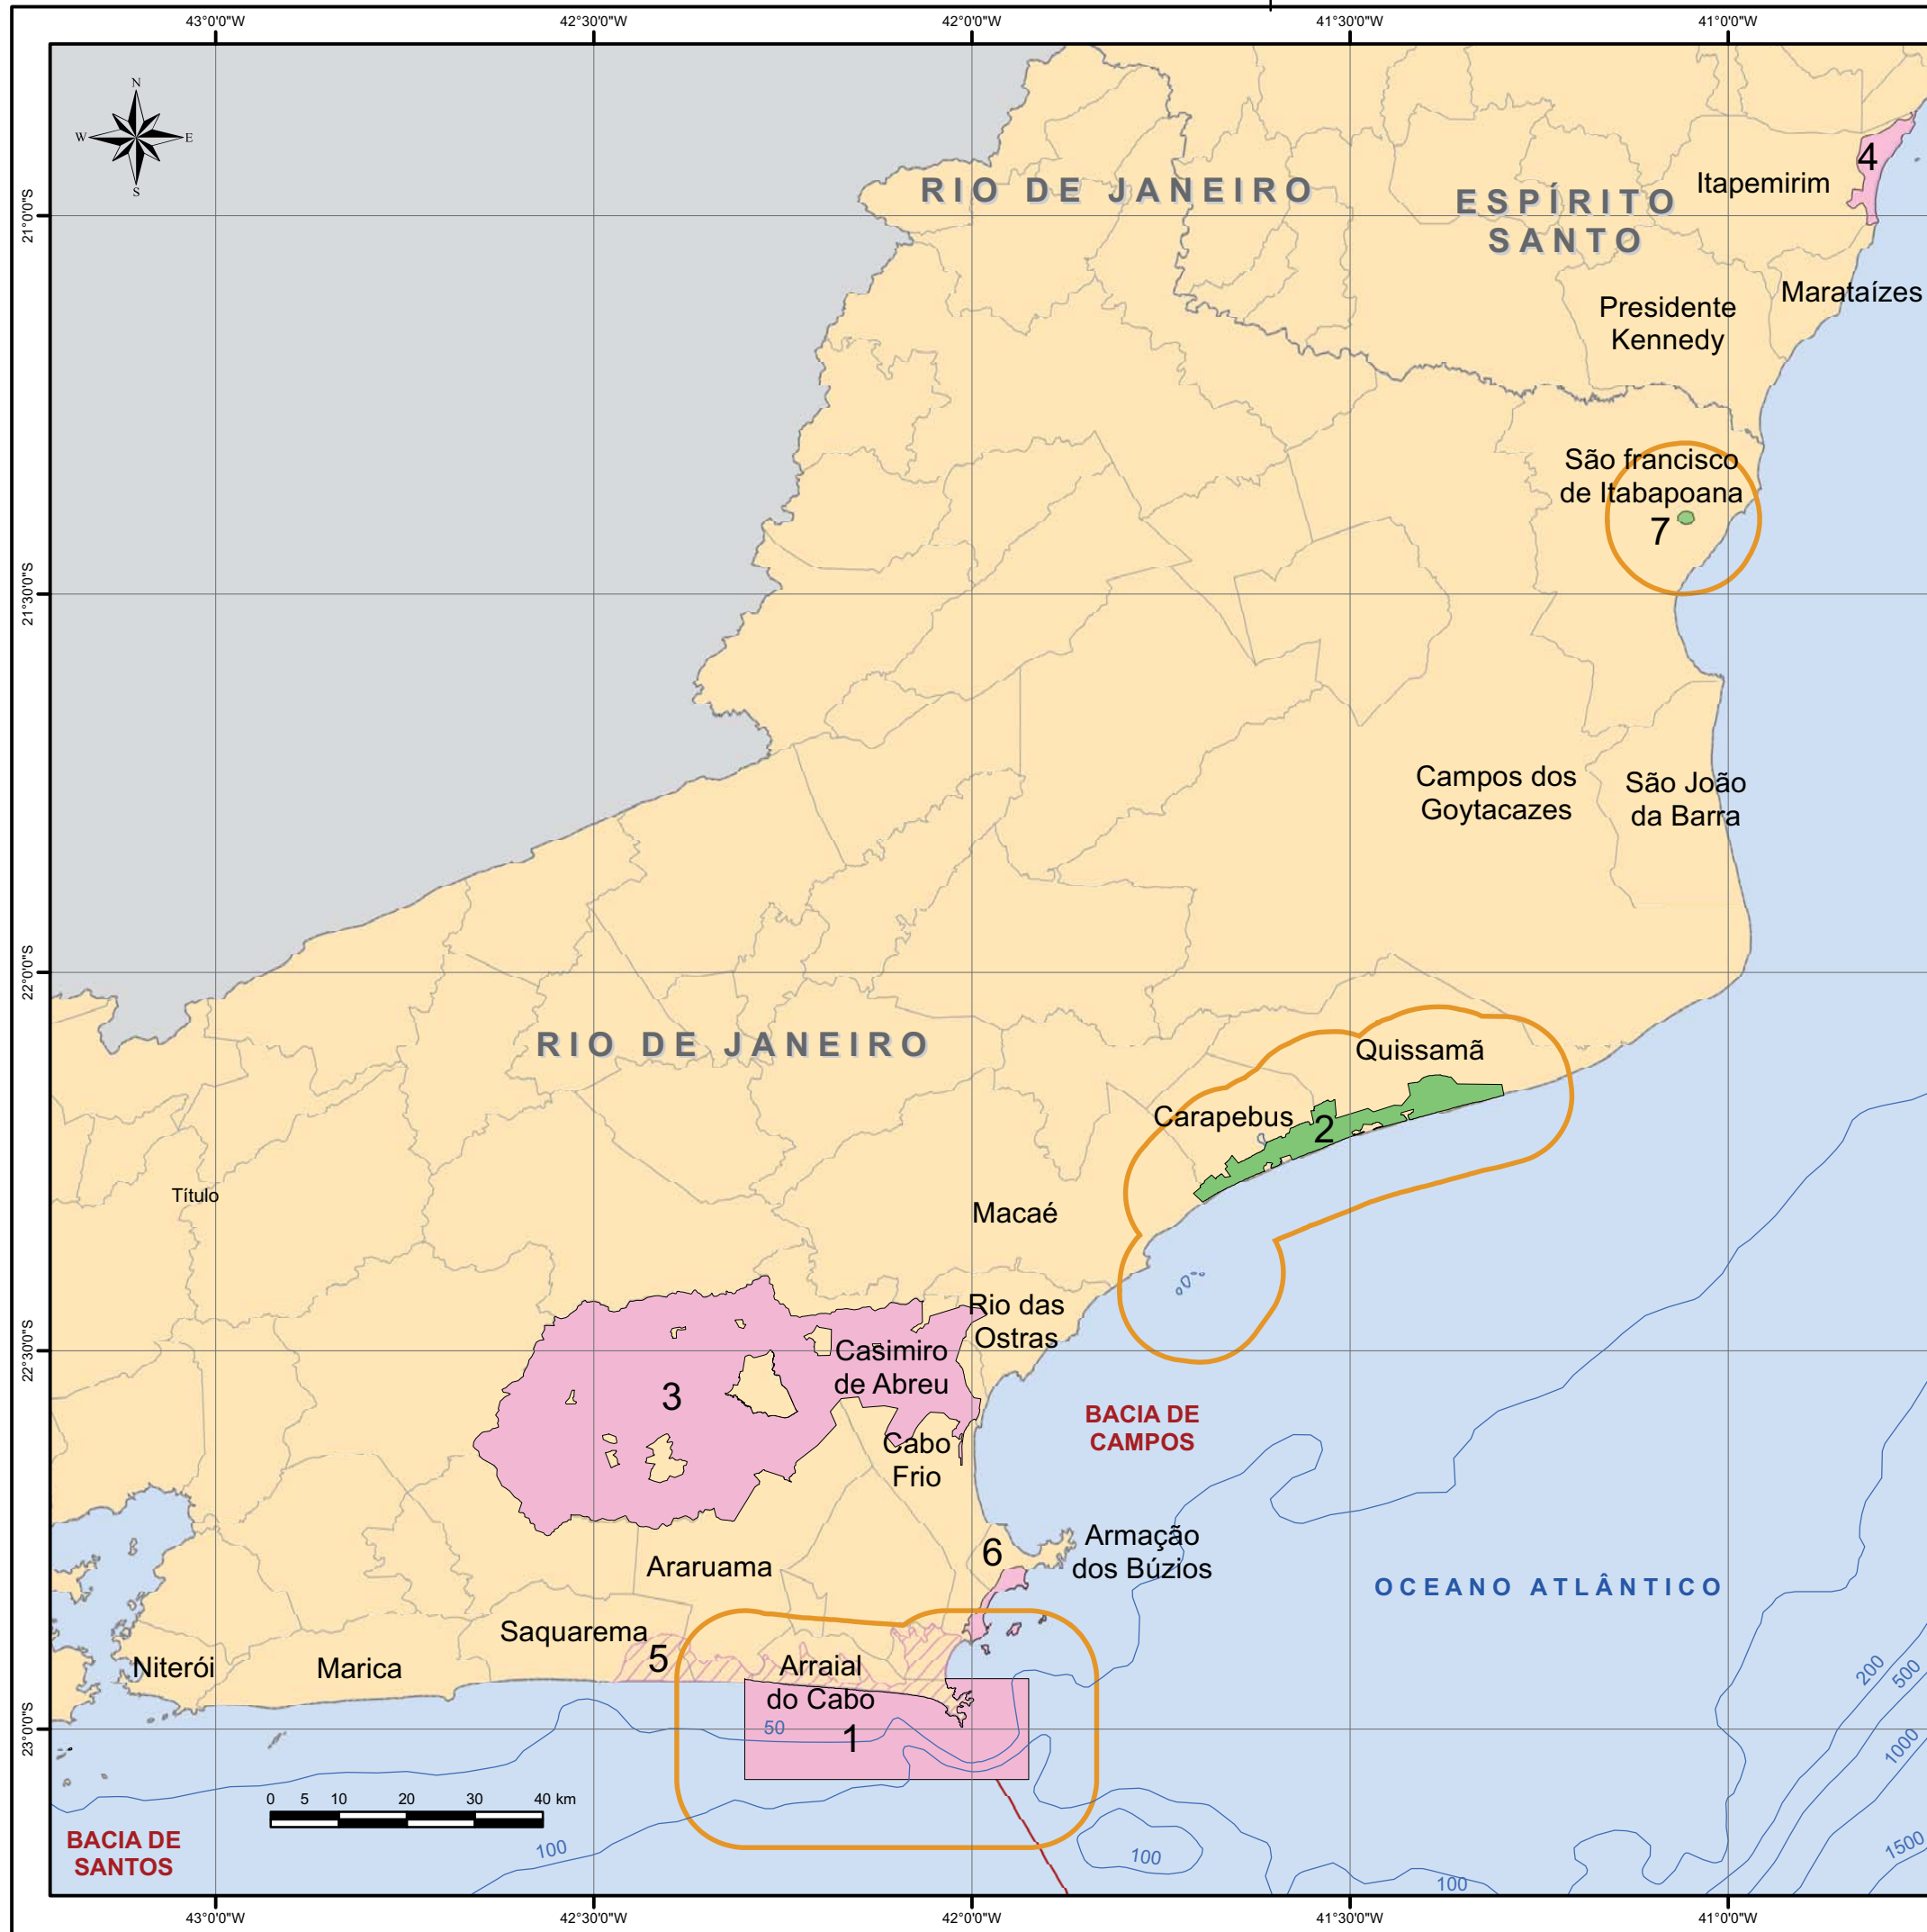 43°0'0"W
42°30'0"W
42°0'0"W
41°30'0"W
41°0'0"W
N
W
E
S
21°0'0"S
21°30'0"S
22°0'0"S
22°30'0"S
23°0'0"S
RIO DE JANEIRO
ESPÍRITO
SANTO
Itapemirim
4
Marataízes
Presidente
Kennedy
São francisco
de Itabapoana
7
Campos dos
Goytacazes
São João
da Barra
RIO DE JANEIRO
Quissamã
Carapebus
2
Título
Macaé
Rio das
Ostras
Casimiro
de Abreu
3
Cabo
Frio
BACIA DE
CAMPOS
6
Armação
dos Búzios
Araruama
OCEANO ATLÂNTICO
Saquarema
5
Niterói
Marica
Arraial
do Cabo
1
50
200
500
1000
1500
0 5 10 20 30 40 km
BACIA DE
SANTOS
100
100
100
43°0'0"W
42°30'0"W
42°0'0"W
41°30'0"W
41°0'0"W